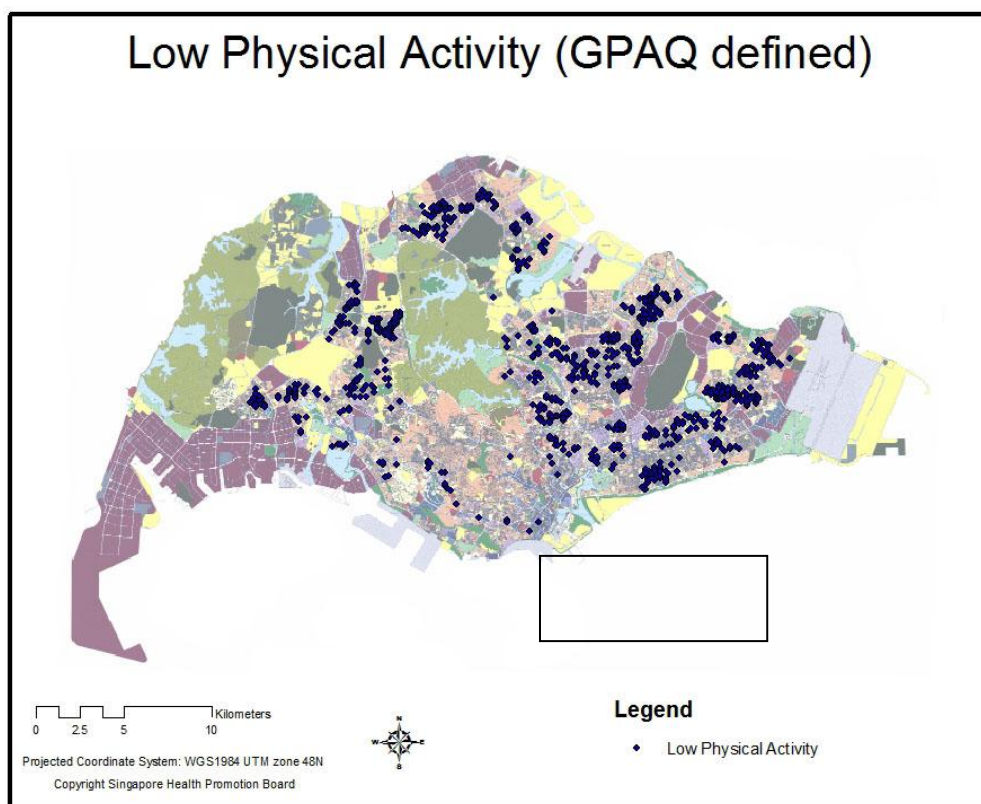 Low Physical Activity (GPAQ defined)
Kilometers
0 2.5 5 10
N
W E
S
Legend
Low Physical Activity
Projected Coordinate System: WGS1984 UTM zone 48N
Copyright Singapore Health Promotion Board